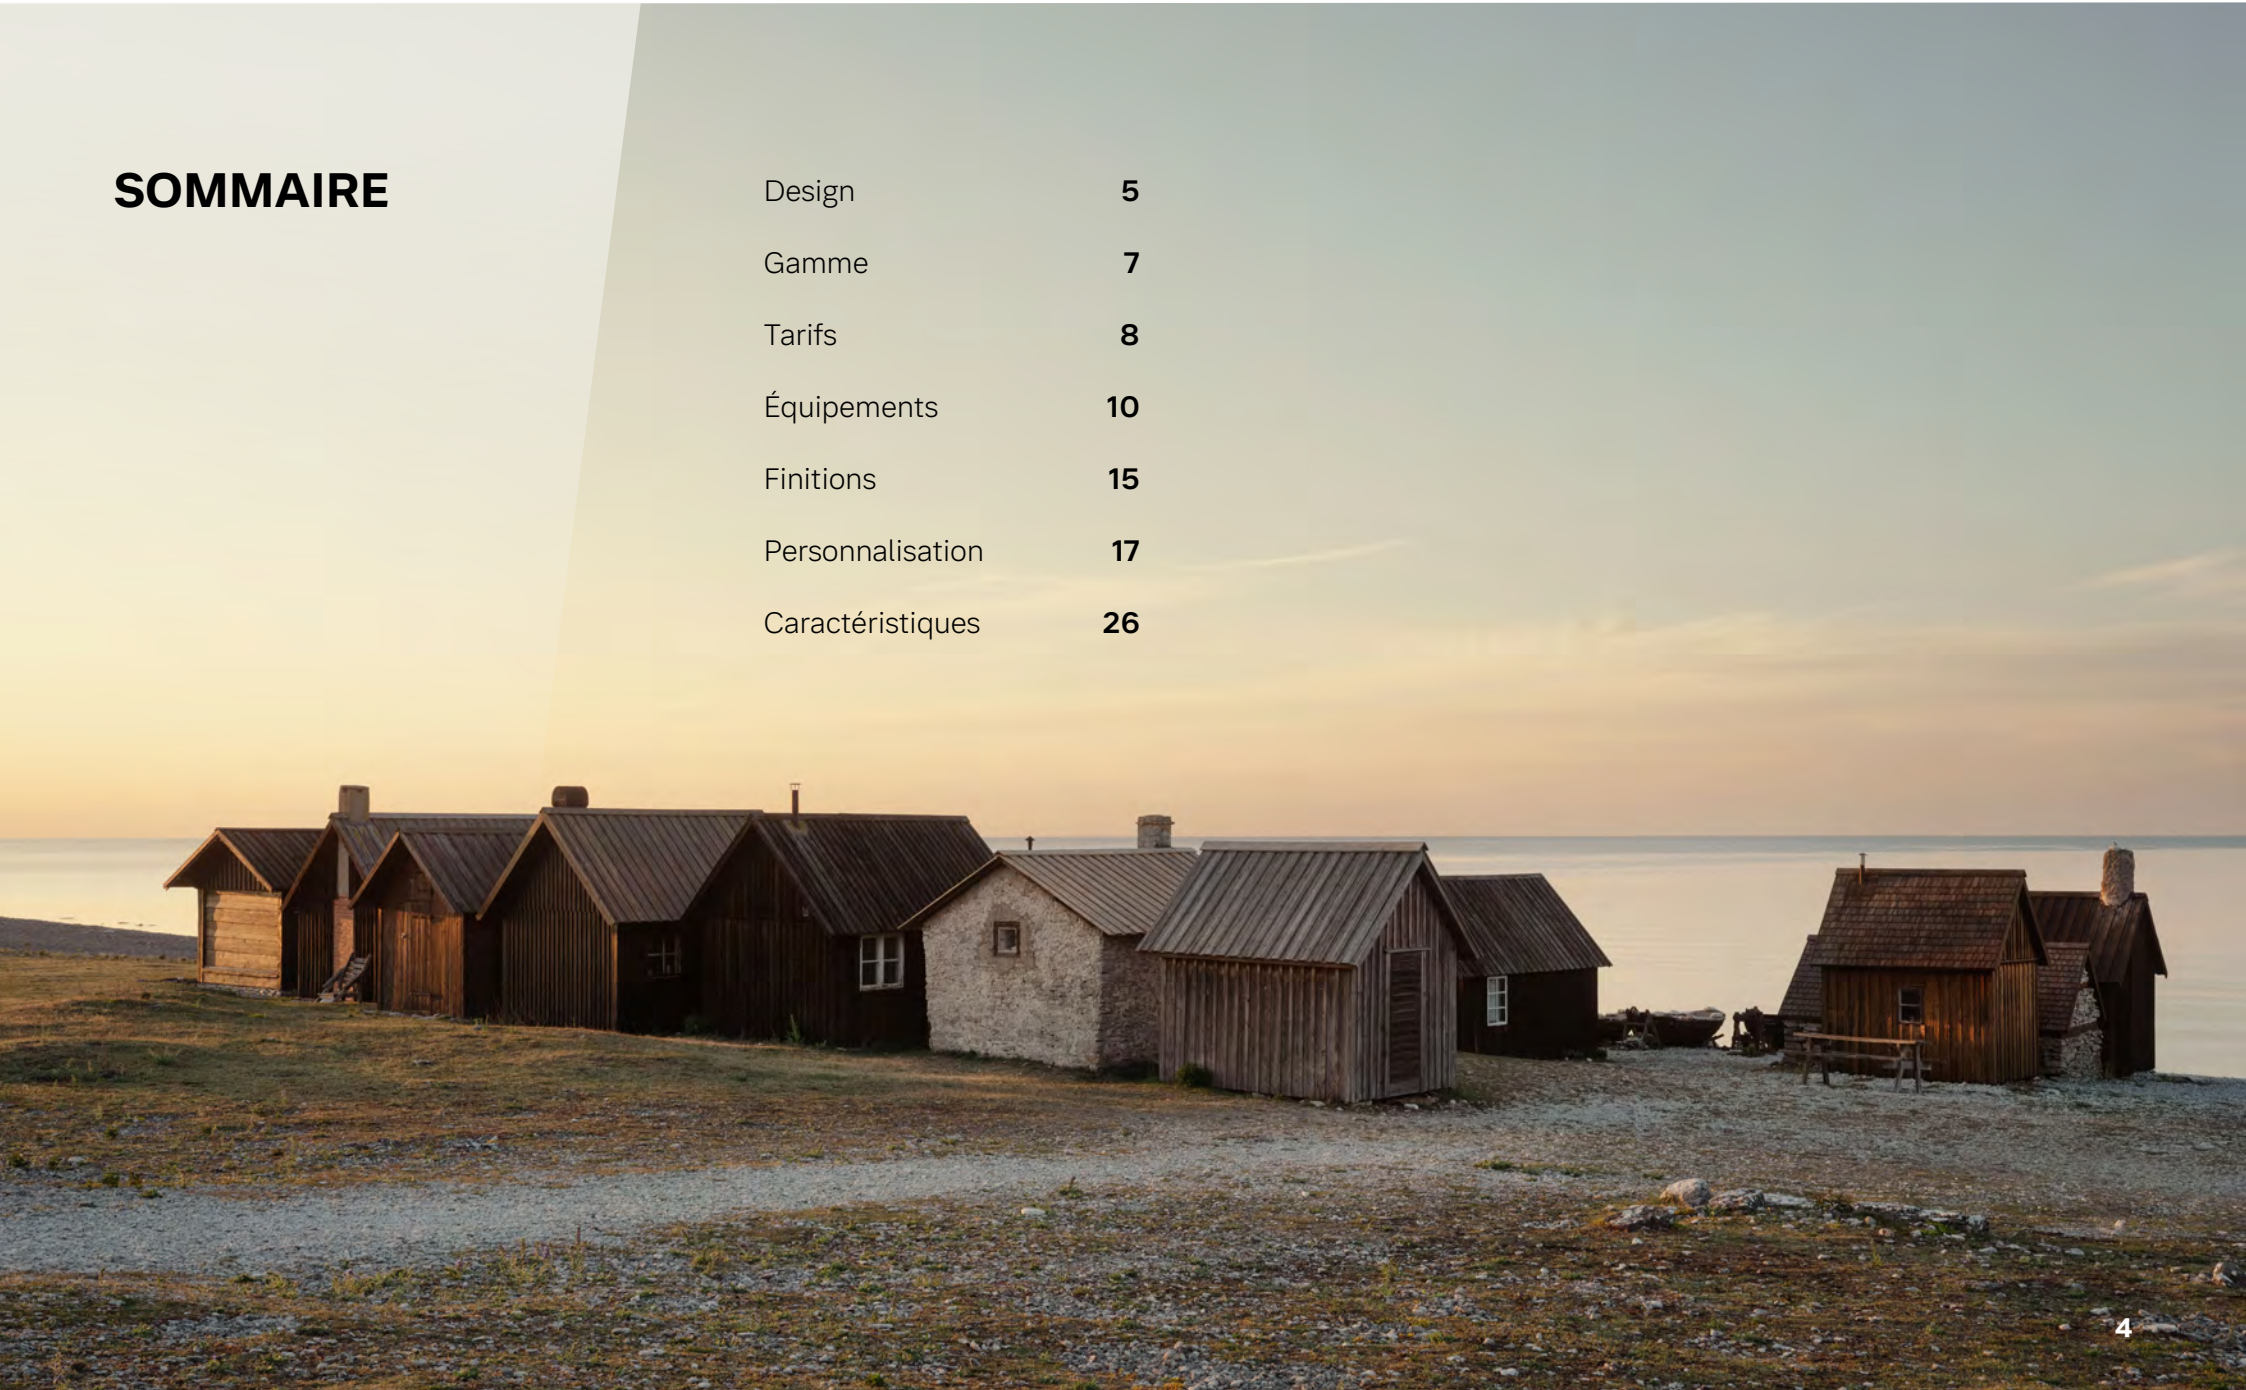 SOMMAIRE
Design 5
Gamme 7
Tarifs 8
Équipements 10
Finitions 15
Personnalisation 17
Caractéristiques 26
4